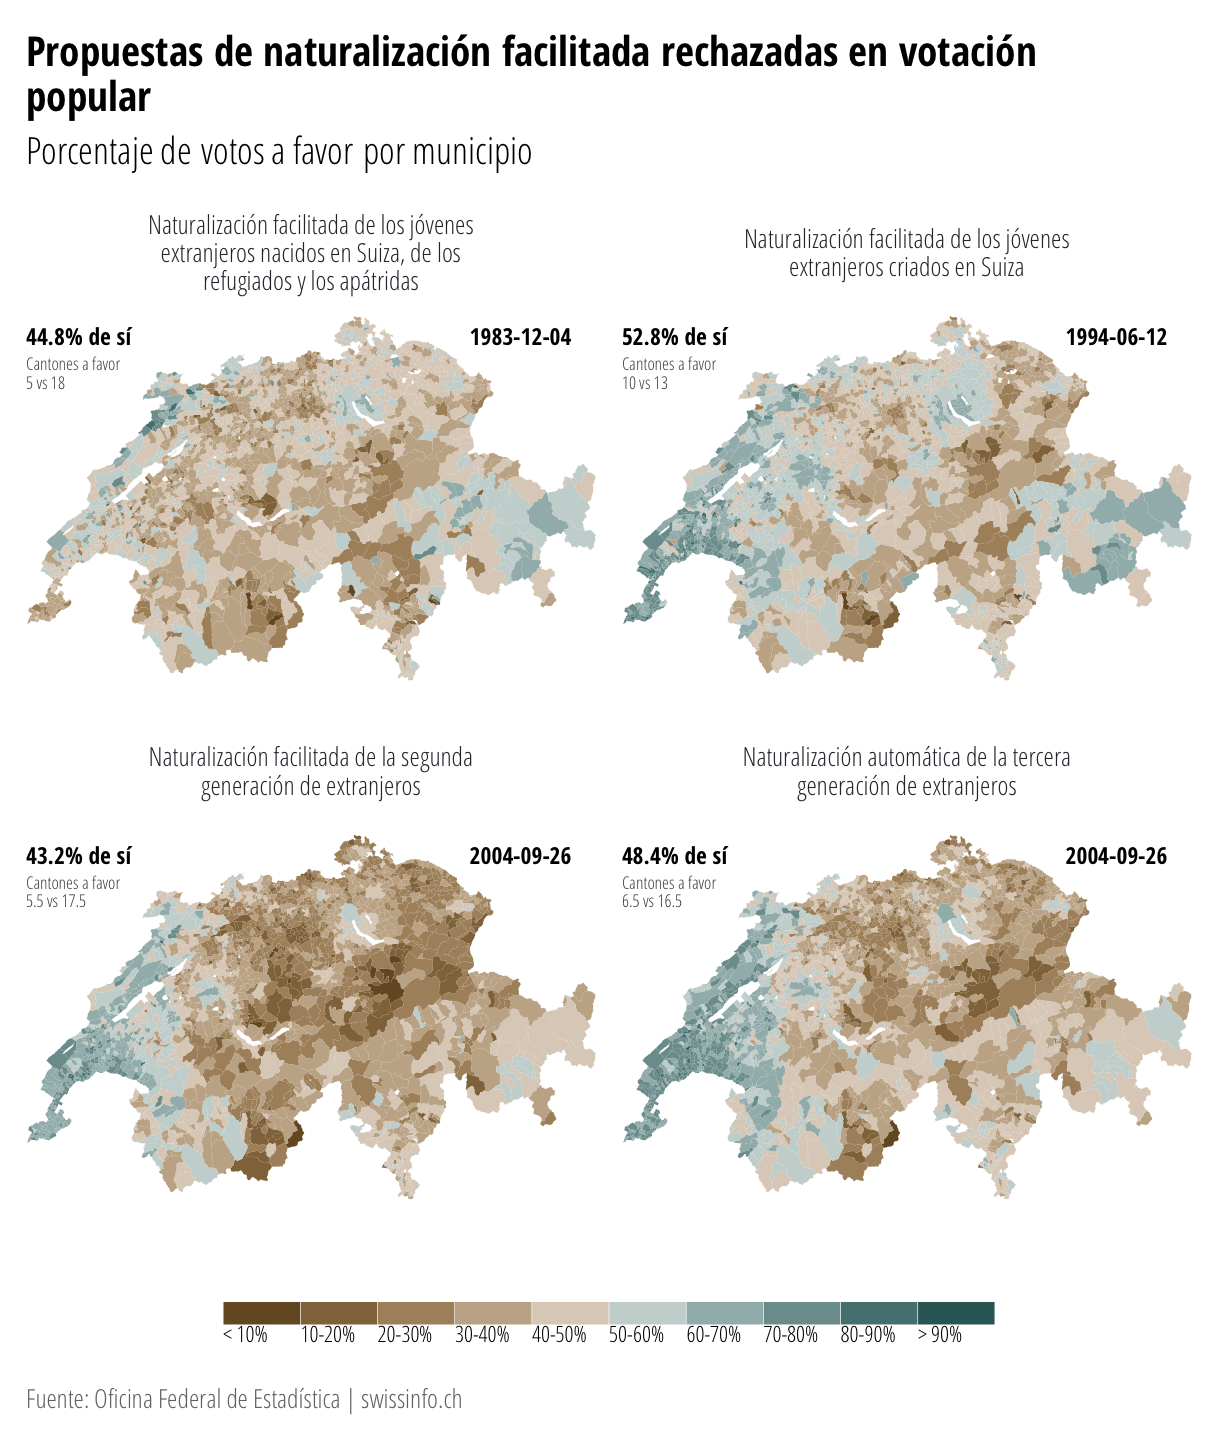 Propuestas de naturalización facilitada rechazadas en votación
popular
Porcentaje de votos a favor por municipio
Naturalización facilitada de los jóvenes
extranjeros nacidos en Suiza, de los
refugiados y los apátridas
44.8% de sí
1983-12-04
Cantones a favor
5 vs 18
Naturalización facilitada de los jóvenes
extranjeros criados en Suiza
52.8% de sí
1994-06-12
Cantones a favor
10 vs 13
Naturalización facilitada de la segunda
generación de extranjeros
43.2% de sí
2004-09-26
Cantones a favor
5.5 vs 17.5
Naturalización automática de la tercera
generación de extranjeros
48.4% de sí
2004-09-26
Cantones a favor
6.5 vs 16.5
< 10% 10-20% 20-30% 30-40% 40-50% 50-60% 60-70% 70-80% 80-90% > 90%
Fuente: Oficina Federal de Estadística | swissinfo.ch